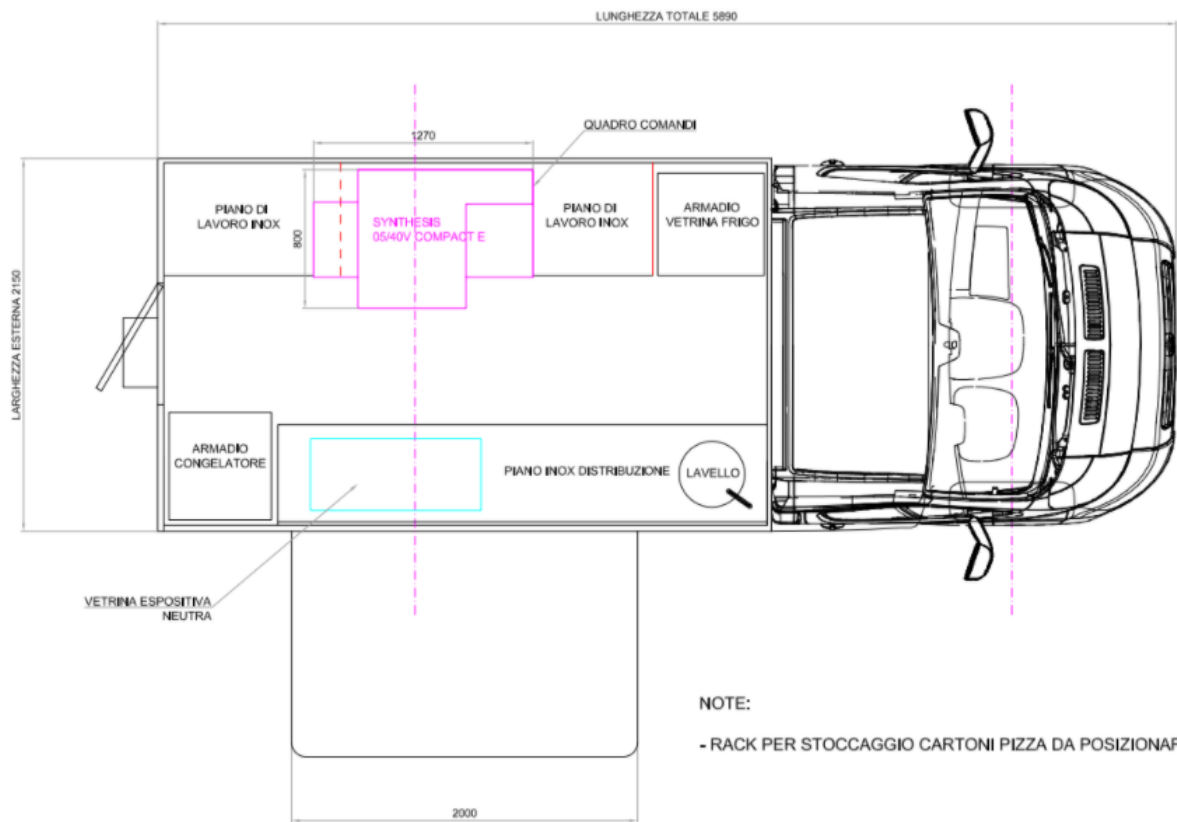 LUNGHEZZA TOTALE 5890
QUADRO COMANDI
1270
PIANO DI
LAVORO INOX
SYNTHESIS
05/40V COMPACT E
PIANO DI
LAVORO INOX
ARMADIO
VETRINA FRIGO
800
LARGHEZZA ESTERNA 2150
ARMADIO
CONGELATORE
PIANO INOX DISTRIBUZIONE
LAVELLO
VETRINA ESPOSITIVA
NEUTRA
NOTE:
- RACK PER STOCCAGGIO CARTONI PIZZA DA
2000